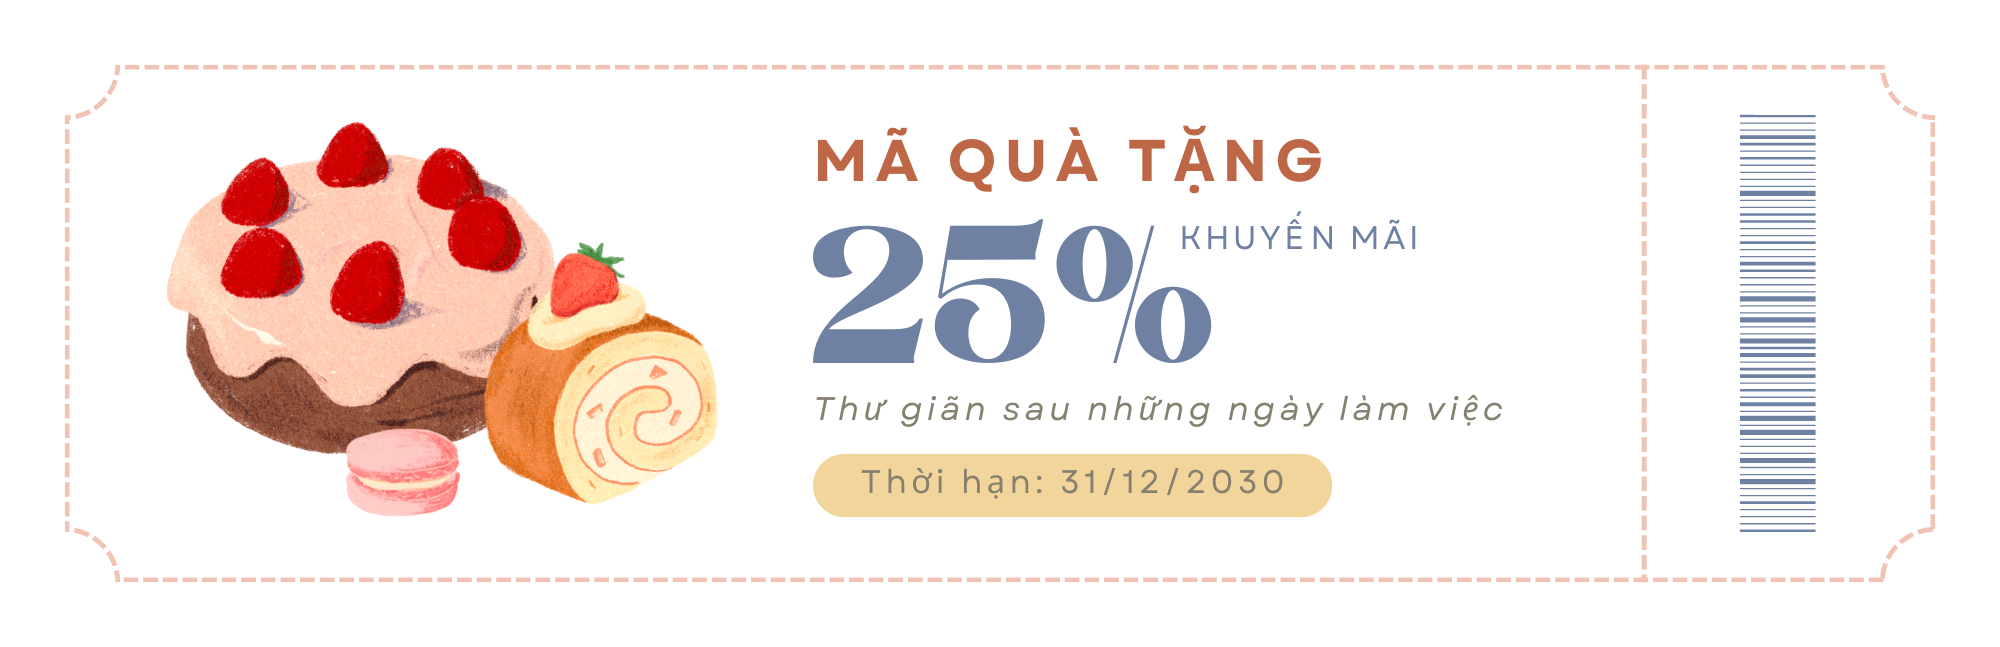 MÃ QUÀ TẶNG
25% KHUYẾN MÃI
Thư giãn sau những ngày làm việc
Thời hạn: 31/12/2030